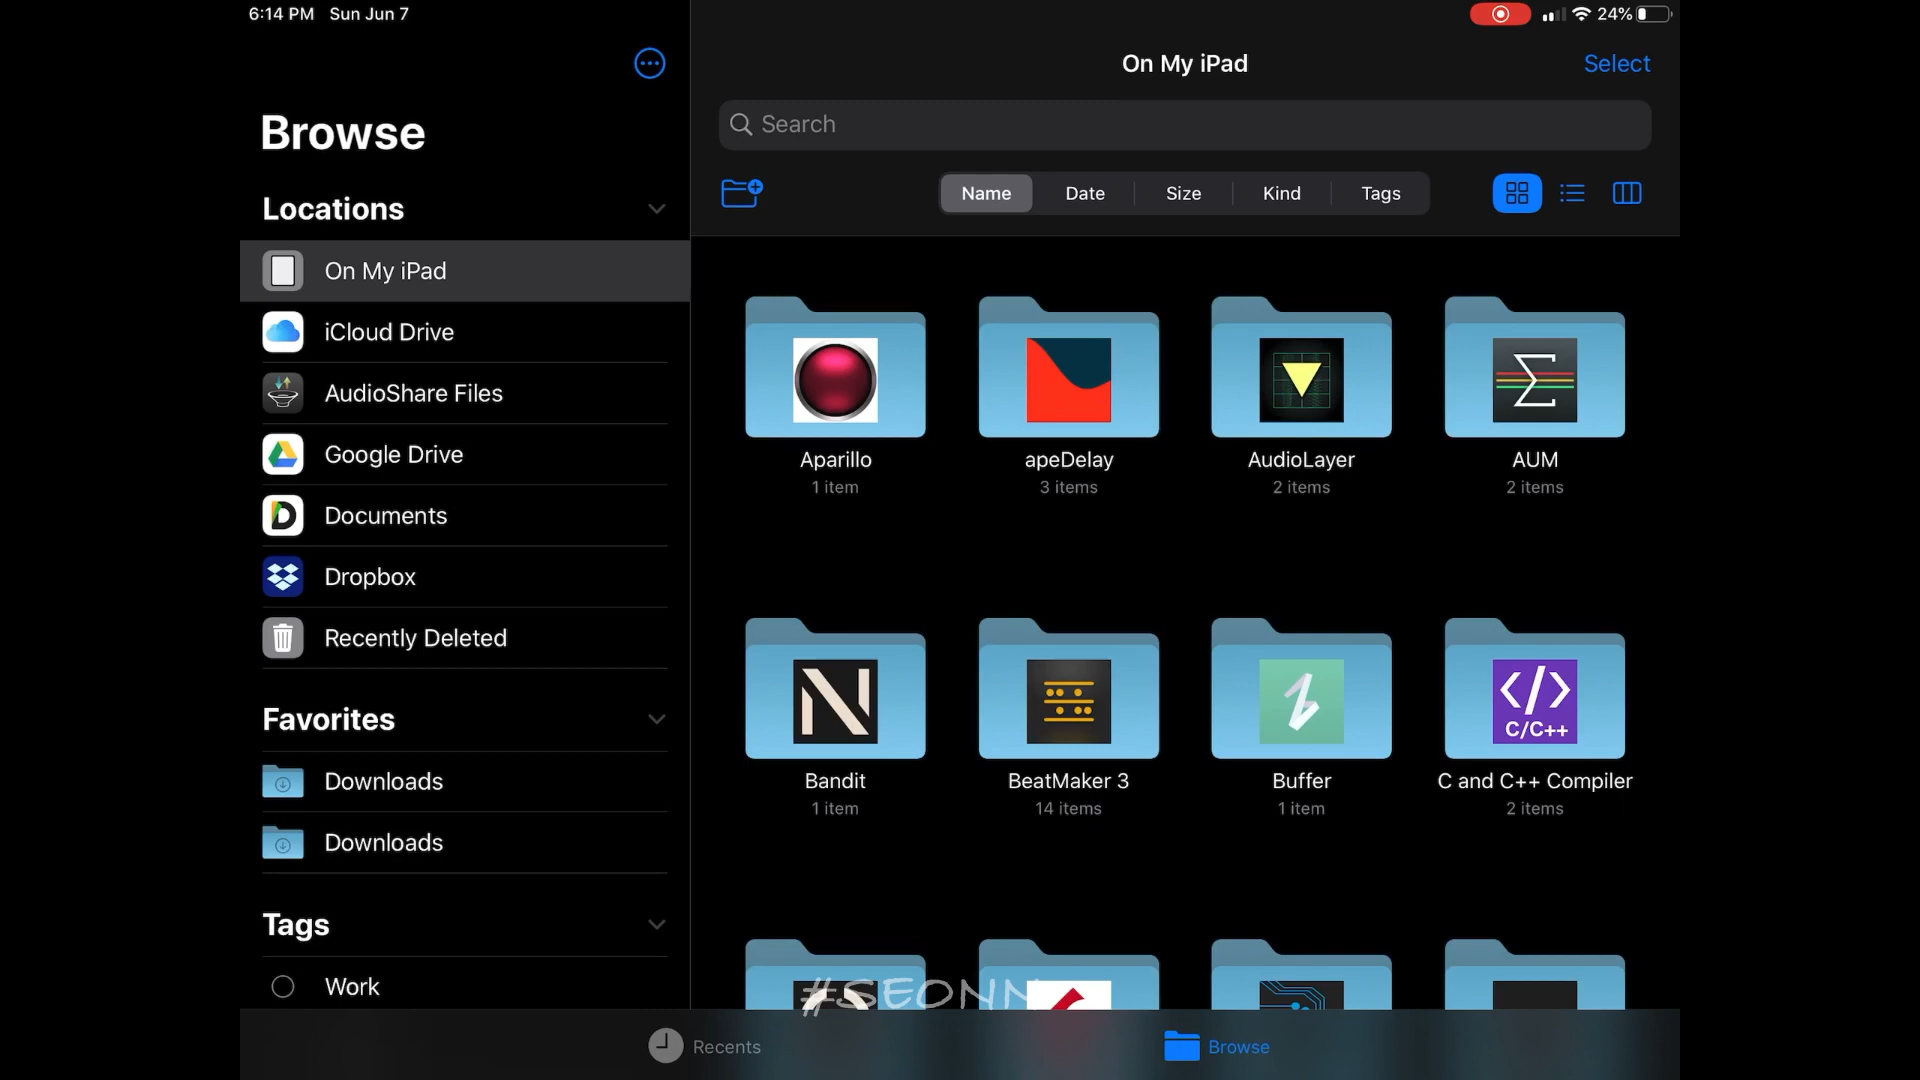 6:14 PM Sun Jun 7
24%
Browse
Locations
On My iPad
iCloud Drive
AudioShare Files
Google Drive
Documents
Dropbox
Recently Deleted
Favorites
Downloads
Downloads
Tags
Work
On My iPad
Select
Search
Name
Date
Size
Kind
Tags
Aparillo
1 item
apeDelay
3 items
AudioLayer
2 items
AUM
2 items
Bandit
1 item
BeatMaker 3
14 items
Buffer
1 item
C/C++
C and C++ Compiler
2 items
Recents
Browse